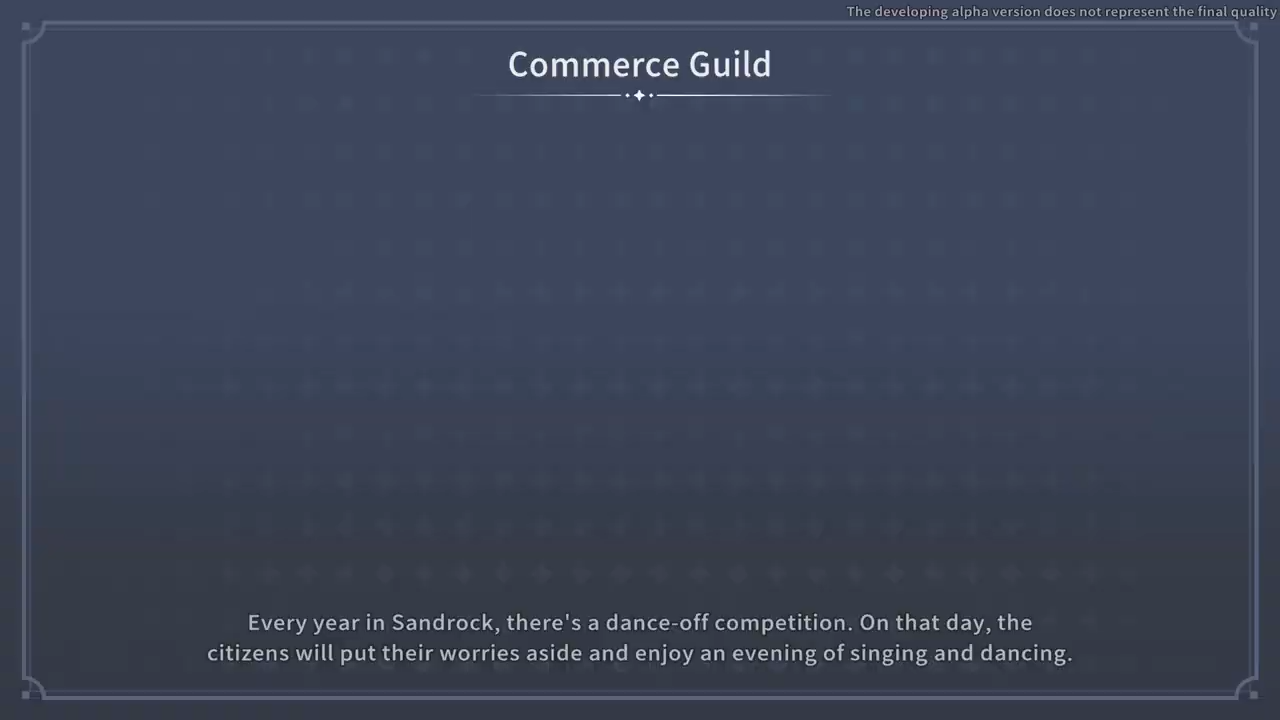 The developing alpha version does not represent the final quality
Commerce Guild
Every year in Sandrock, there's a dance-off competition. On that day, the
citizens will put their worries aside and enjoy an evening of singing and dancing.